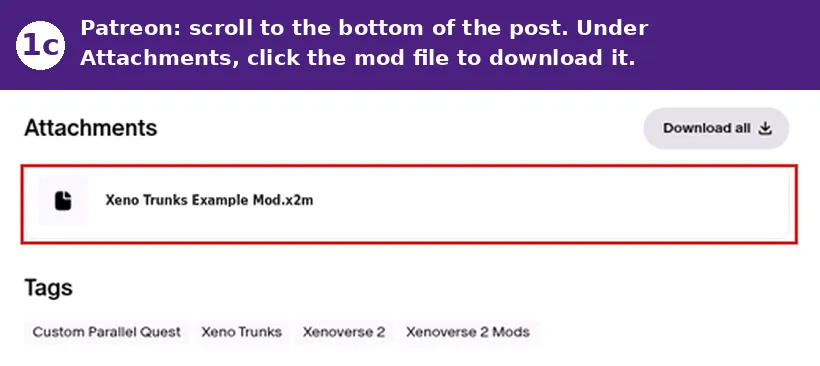 1c
Patreon: scroll to the bottom of the post. Under
Attachments, click the mod file to download it.
Attachments
Download all
Xeno Trunks Example Mod.x2m
Tags
Custom Parallel Quest Xeno Trunks Xenoverse 2 Xenoverse 2 Mods